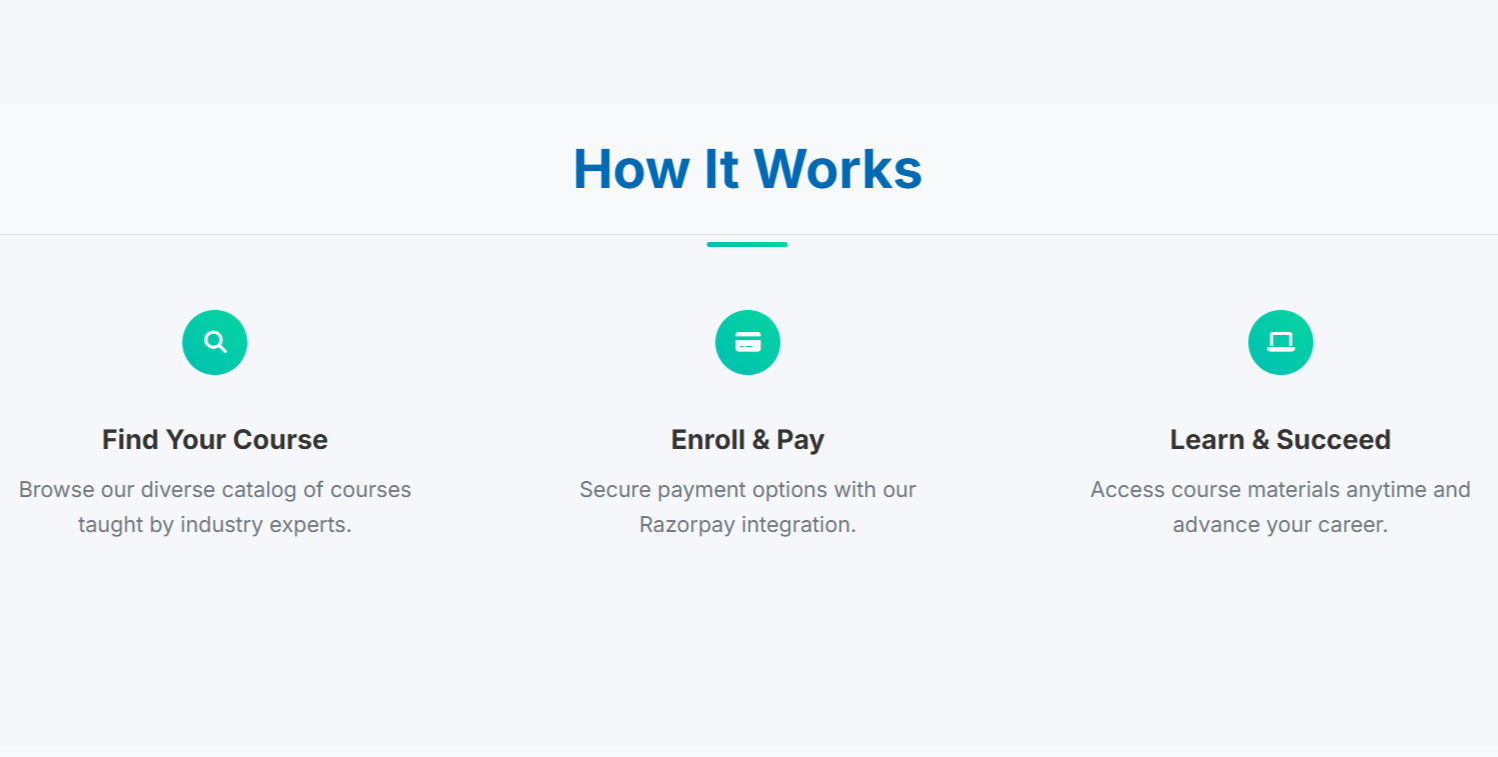 How It Works
Find Your Course
Browse our diverse catalog of courses
taught by industry experts.
Enroll & Pay
Secure payment options with our
Razorpay integration.
Learn & Succeed
Access course materials anytime and
advance your career.